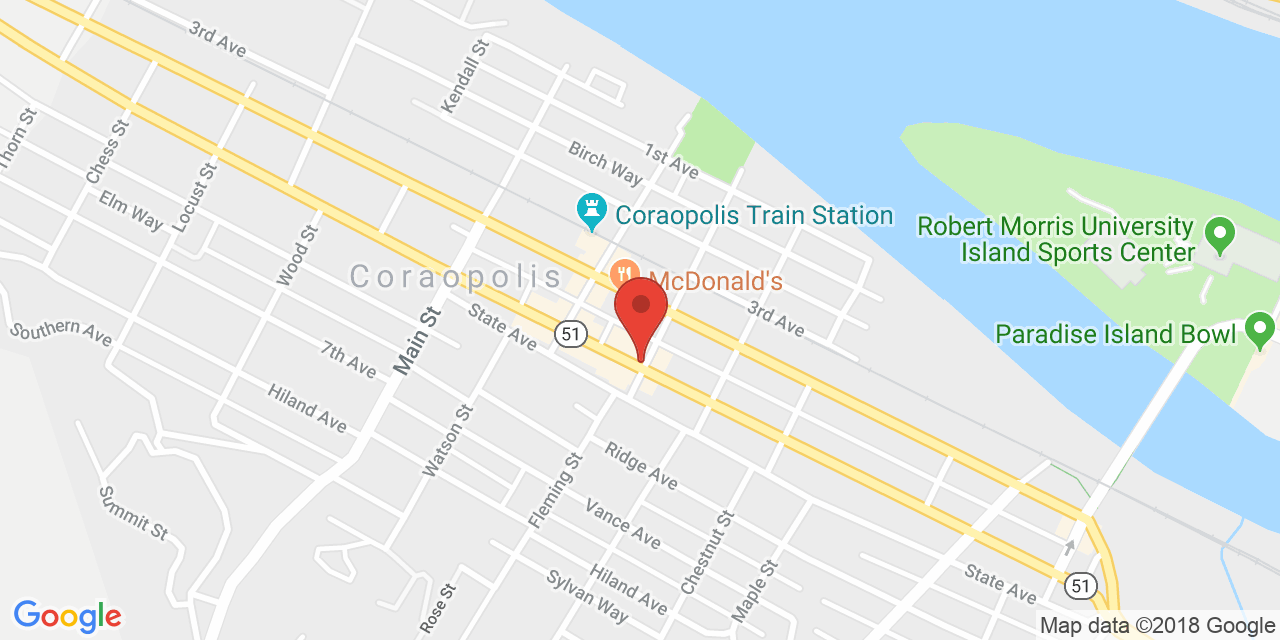 3rd Ave
Kendall St
1st Ave
Birch Way
Thorn St
Chess St
Locust St
Elm Way
Coraopolis Train Station
Robert Morris University
Island Sports Center
Wood St
Coraopolis
McDonald's
3rd Ave
Paradise Island Bowl
State Ave
51
Southern Ave
Main St
7th Ave
Hiland Ave
Watson St
Ridge Ave
Summit St
Fleming St
Vance Ave
Chestnut St
Hiland Ave
Sylvan Way
Maple St
State Ave
51
Rose St
Google
Map data ©2018 Google